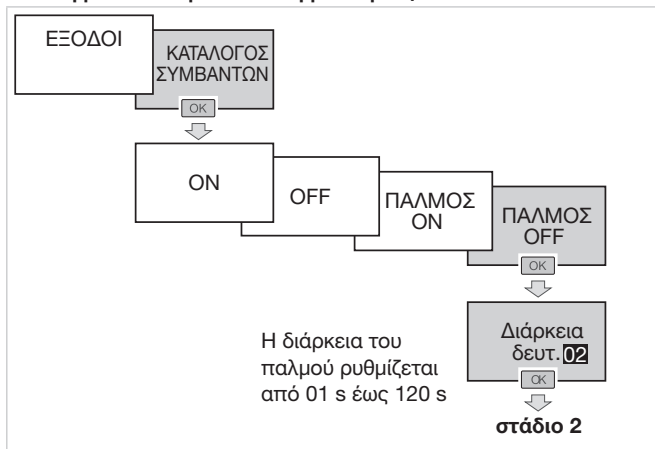 ΕΞΟΔΟΙ
ΚΑΤΑΛΟΓΟΣ
ΣΥΜΒΑΝΤΩΝ
OK
ON
OFF
ΠΑΛΜΟΣ
ON
ΠΑΛΜΟΣ
OFF
OK
Διάρκεια
δευτ. 02
Η διάρκεια του
παλμού ρυθμίζεται
από 01 s έως 120 s
OK
στάδιο 2